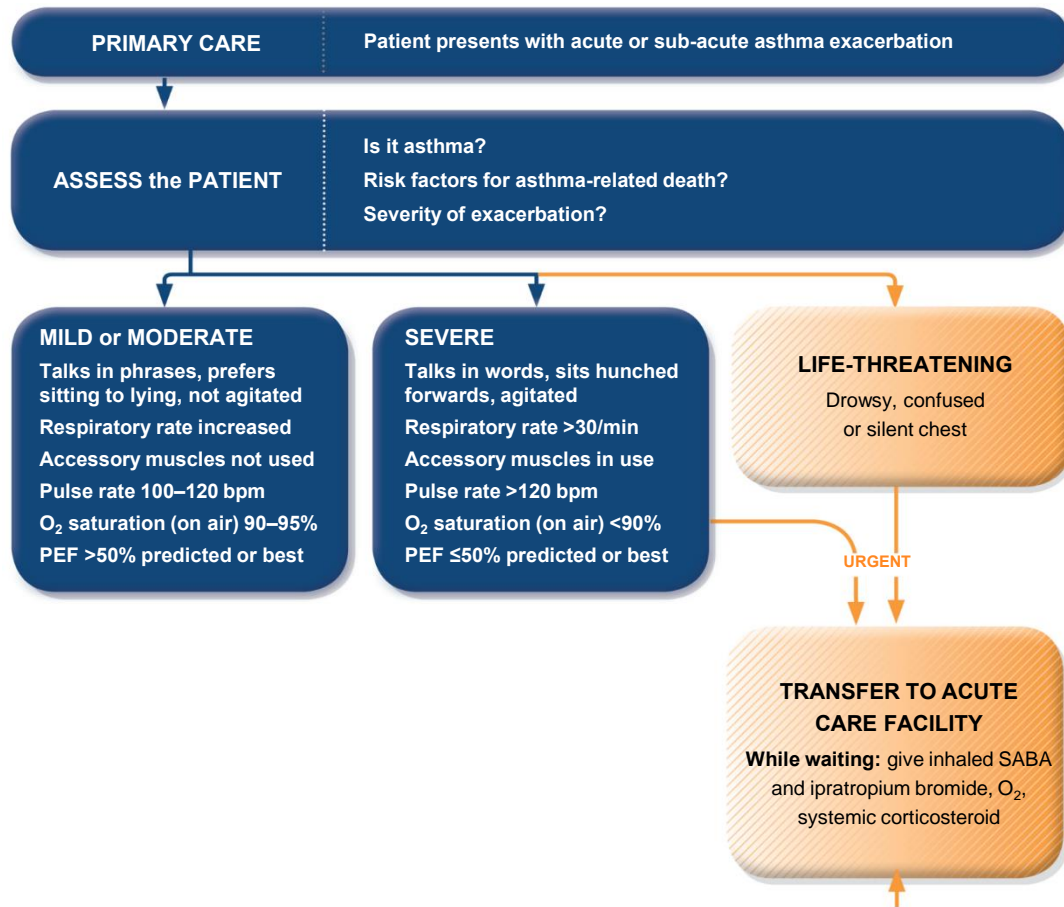 PRIMARY CARE
Patient presents with acute or sub-acute asthma exacerbation
ASSESS the PATIENT
Is it asthma?
Risk factors for asthma-related death?
Severity of exacerbation?
MILD or MODERATE
Talks in phrases, prefers
sitting to lying, not agitated
Respiratory rate increased
Accessory muscles not used
Pulse rate 100–120 bpm
O₂ saturation (on air) 90–95%
PEF >50% predicted or best
SEVERE
Talks in words, sits hunched
forwards, agitated
Respiratory rate >30/min
Accessory muscles in use
Pulse rate >120 bpm
O₂ saturation (on air) <90%
PEF ≤50% predicted or best
LIFE-THREATENING
Drowsy, confused
or silent chest
URGENT
TRANSFER TO ACUTE
CARE FACILITY
While waiting: give inhaled SABA
and ipratropium bromide, O₂,
systemic corticosteroid